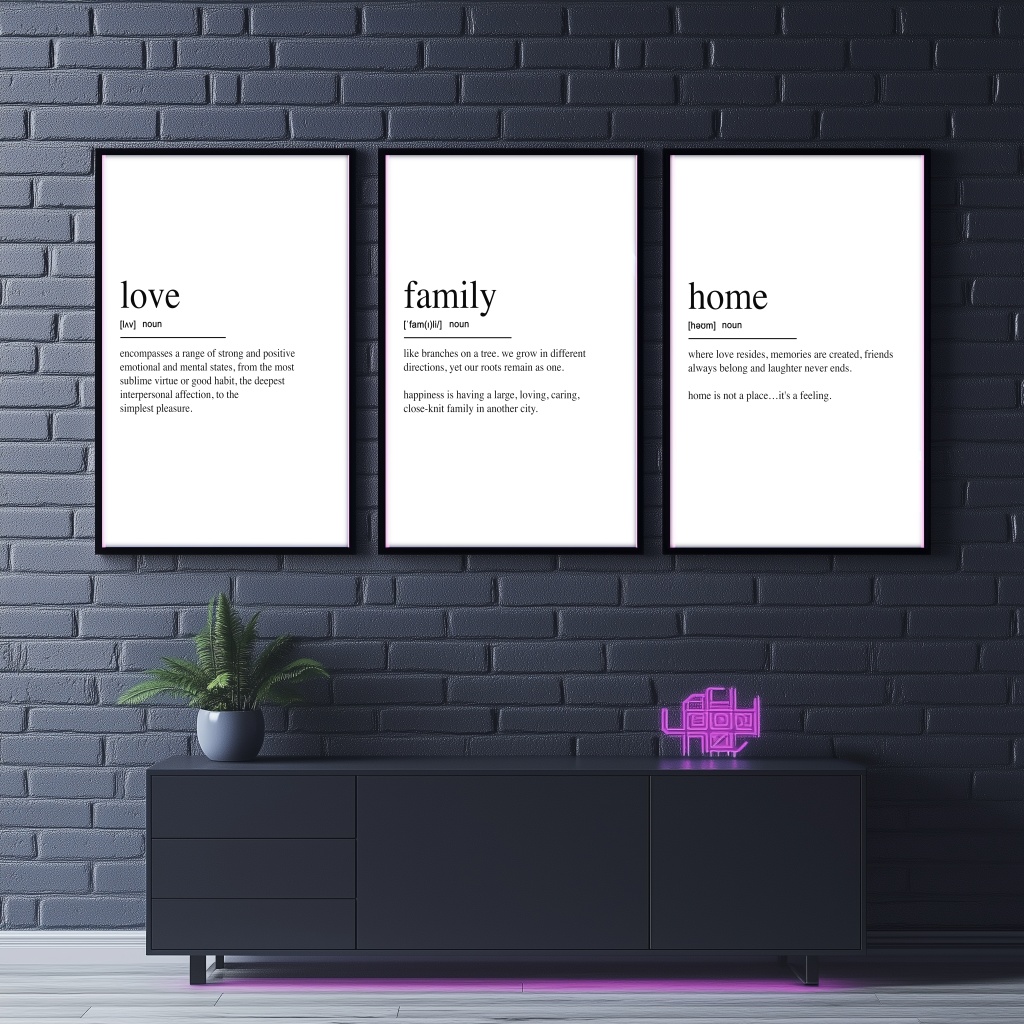 love
[lʌv] noun
encompasses a range of strong and positive
emotional and mental states, from the most
sublime virtue or good habit, the deepest
interpersonal affection, to the
simplest pleasure.
family
[ˈfam(ɪ)li/] noun
like branches on a tree. we grow in different
directions, yet our roots remain as one.
happiness is having a large, loving, caring,
close-knit family in another city.
home
[həʊm] noun
where love resides, memories are created, friends
always belong and laughter never ends.
home is not a place…it's a feeling.